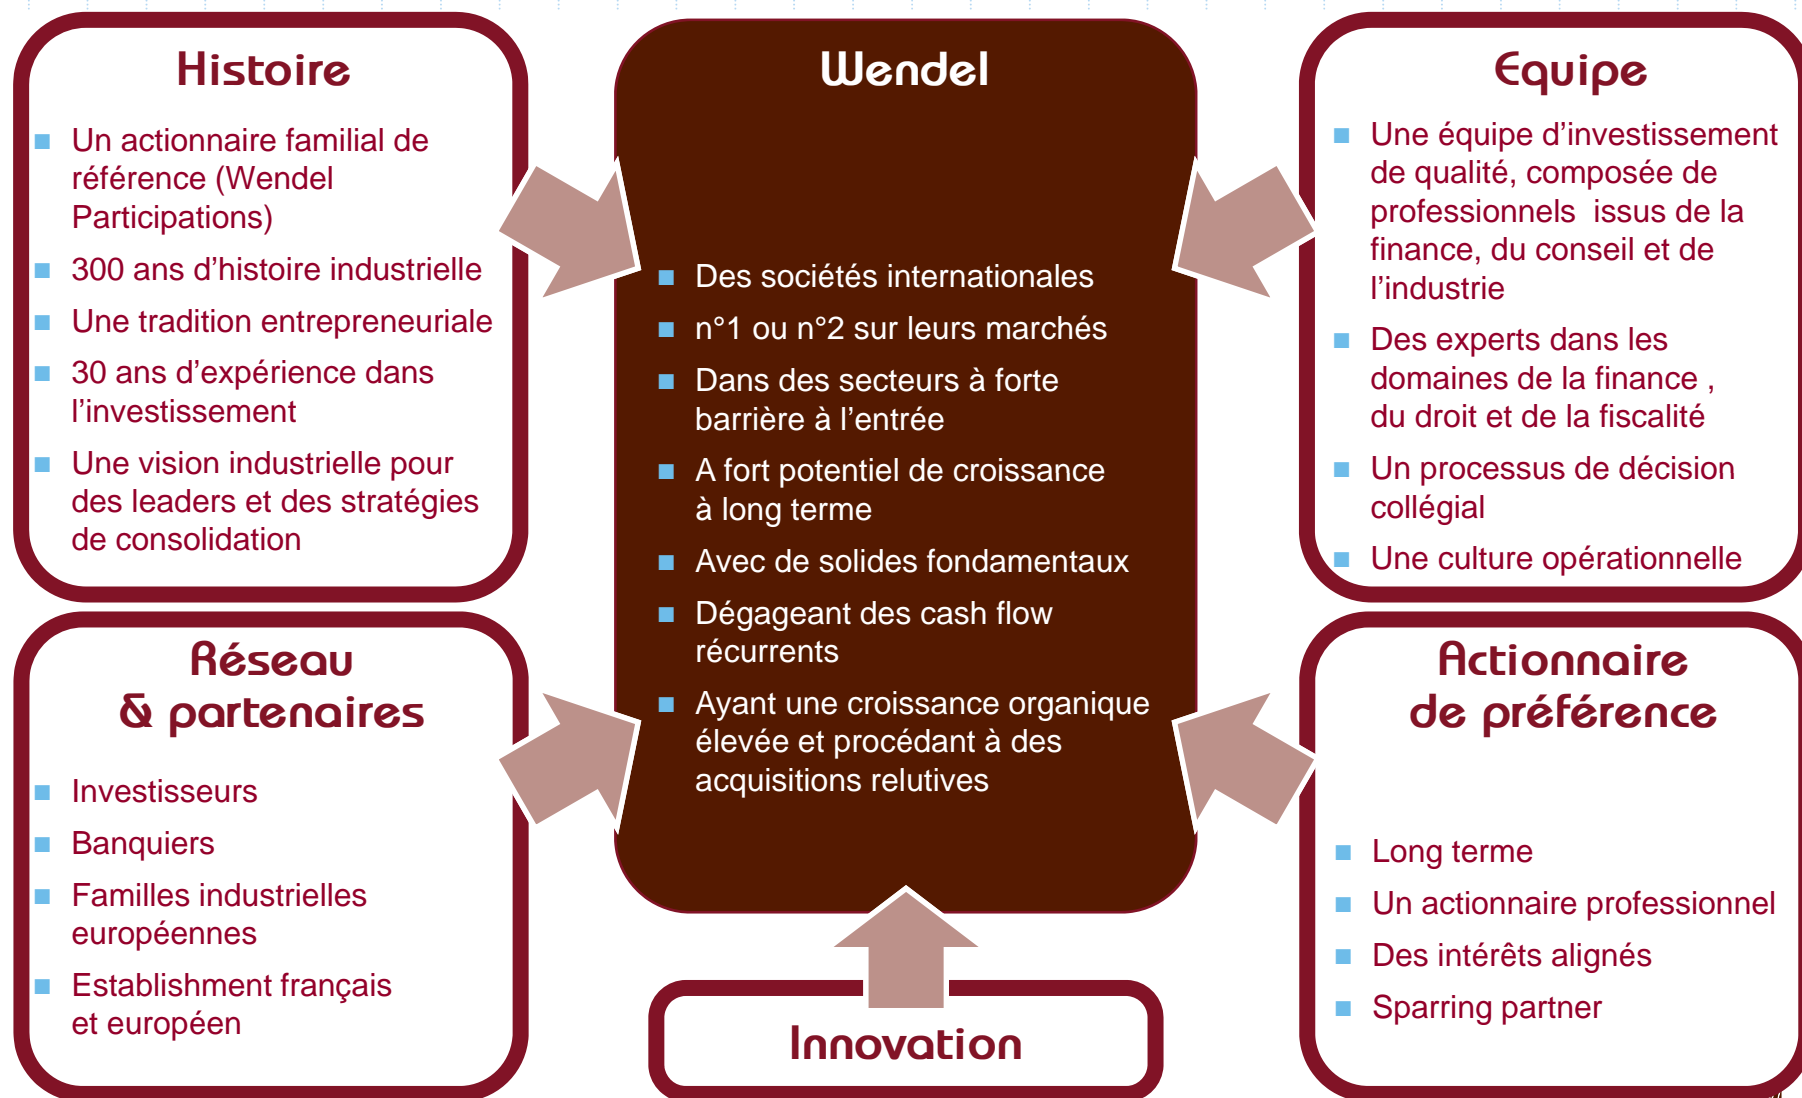 Histoire
Un actionnaire familial de
référence (Wendel
Participations)
300 ans d’histoire industrielle
Une tradition entrepreneuriale
30 ans d’expérience dans
l’investissement
Une vision industrielle pour
des leaders et des stratégies
de consolidation
Réseau
& partenaires
Investisseurs
Banquiers
Familles industrielles
européennes
Establishment français
et européen
Wendel
Des sociétés internationales
n°1 ou n°2 sur leurs marchés
Dans des secteurs à forte
barrière à l’entrée
A fort potentiel de croissance
à long terme
Avec de solides fondamentaux
Dégageant des cash flow
récurrents
Ayant une croissance organique
élevée et procédant à des
acquisitions relutives
Innovation
Equipe
Une équipe d’investissement
de qualité, composée de
professionnels  issus de la
finance, du conseil et de
l’industrie
Des experts dans les
domaines de la finance ,
du droit et de la fiscalité
Un processus de décision
collégial
Une culture opérationnelle
Actionnaire
de préférence
Long terme
Un actionnaire professionnel
Des intérêts alignés
Sparring partner